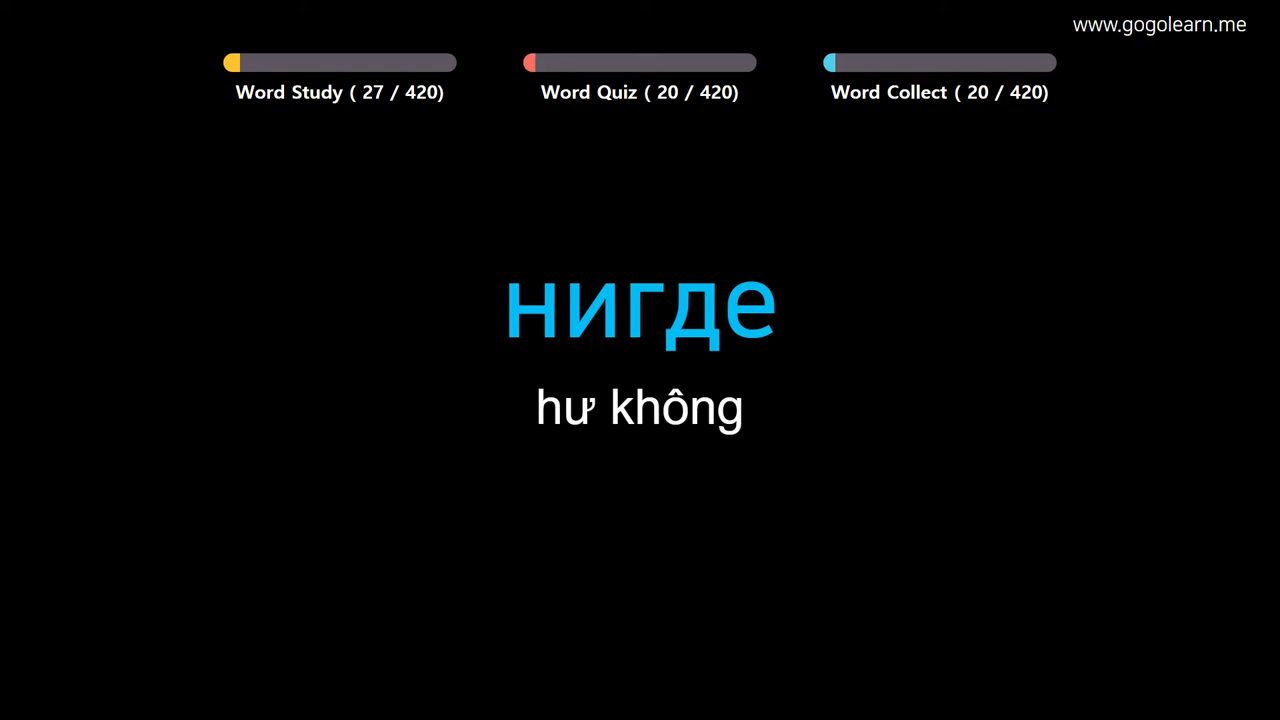 www.gogolearn.me
Word Study ( 27 / 420)
Word Quiz ( 20 / 420)
Word Collect ( 20 / 420)
нигде
hư không